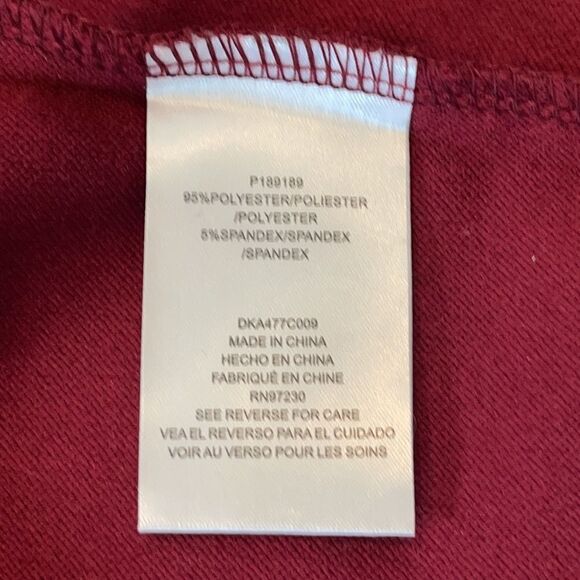 P189189
95%POLYESTER/POLIESTER
/POLYESTER
5%SPANDEX/SPANDEX
/SPANDEX
DKA477C009
MADE IN CHINA
HECHO EN CHINA
FABRIQUÉ EN CHINE
RN97230
SEE REVERSE FOR CARE
VEA EL REVERSO PARA EL CUIDADO
VOIR AU VERSO POUR LES SOINS